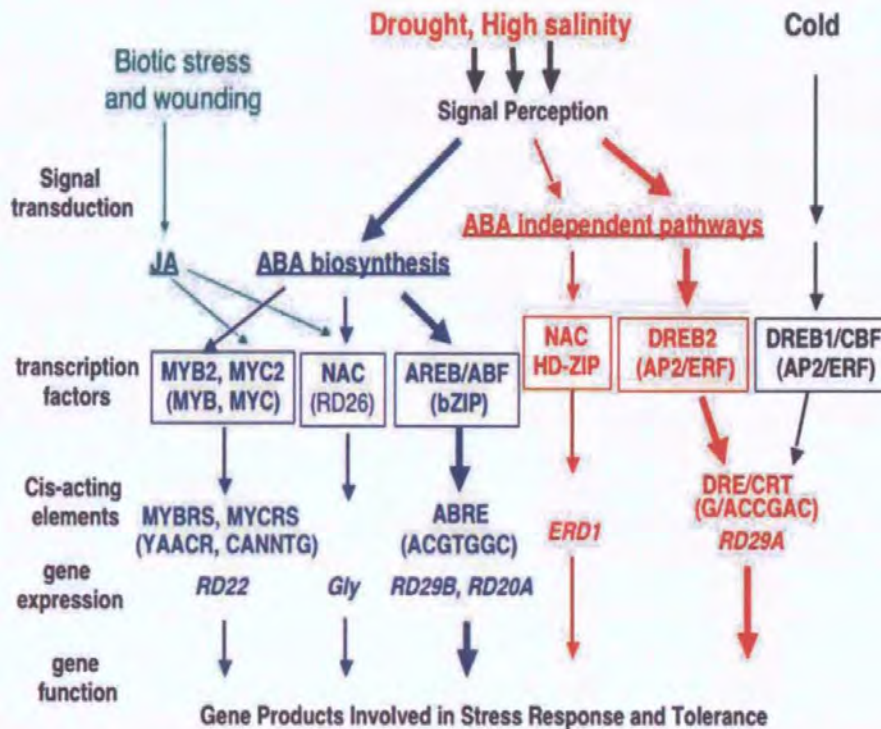 Drought, High salinity
Cold
Biotic stress
and wounding
Signal Perception
Signal
transduction
ABA independent pathways
JA
ABA biosynthesis
transcription
factors
MYB2, MYC2
(MYB, MYC)
NAC
(RD26)
AREB/ABF
(bZIP)
NAC
HD-ZIP
DREB2
(AP2/ERF)
DREB1/CBF
(AP2/ERF)
Cis-acting
elements
MYBRS, MYCRS
(YAACR, CANNTG)
ABRE
(ACGTGGC)
ERD1
DRE/CRT
(G/ACCGAC)
RD29A
gene
expression
RD22
Gly
RD29B, RD20A
gene
function
Gene Products Involved in Stress Response and Tolerance